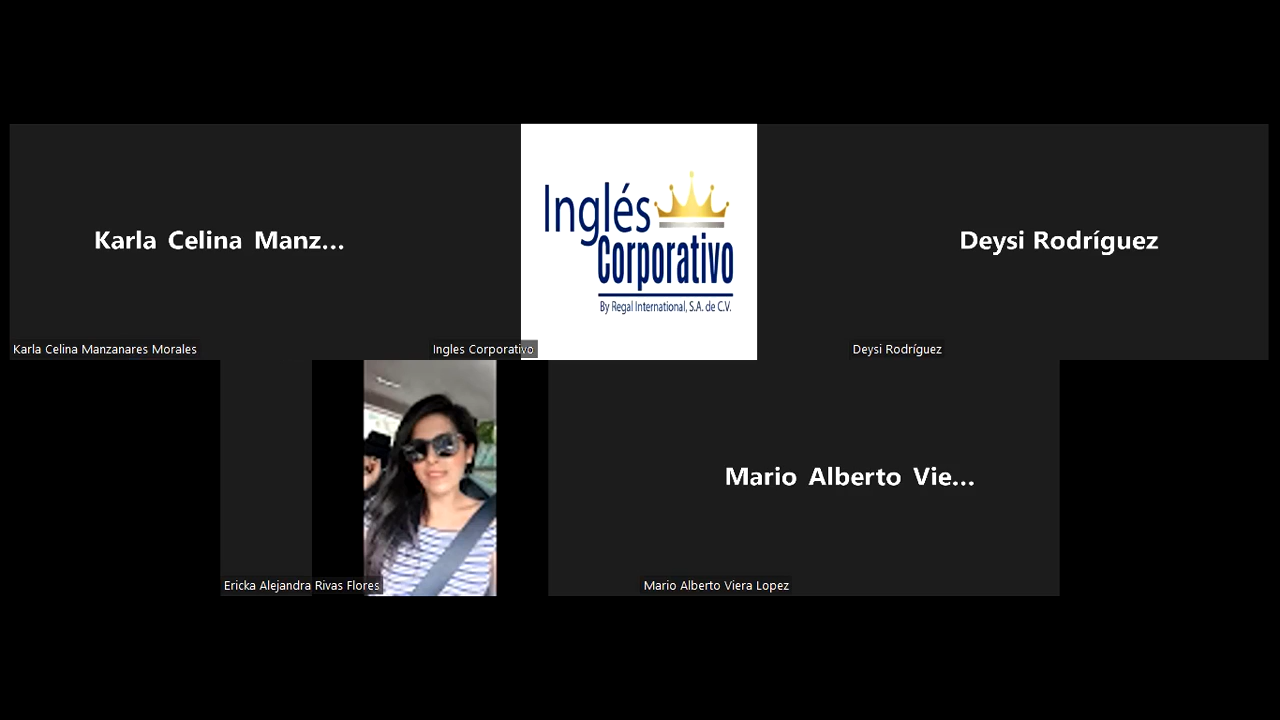 Karla Celina Manz...
Inglés
Corporativo
By Regal International, S.A. de C.V.
Deysi Rodríguez
Karla Celina Manzanares Morales
Ingles Corporativo
Deysi Rodríguez
Mario Alberto Vie...
Ericka Alejandra Rivas Flores
Mario Alberto Viera Lopez